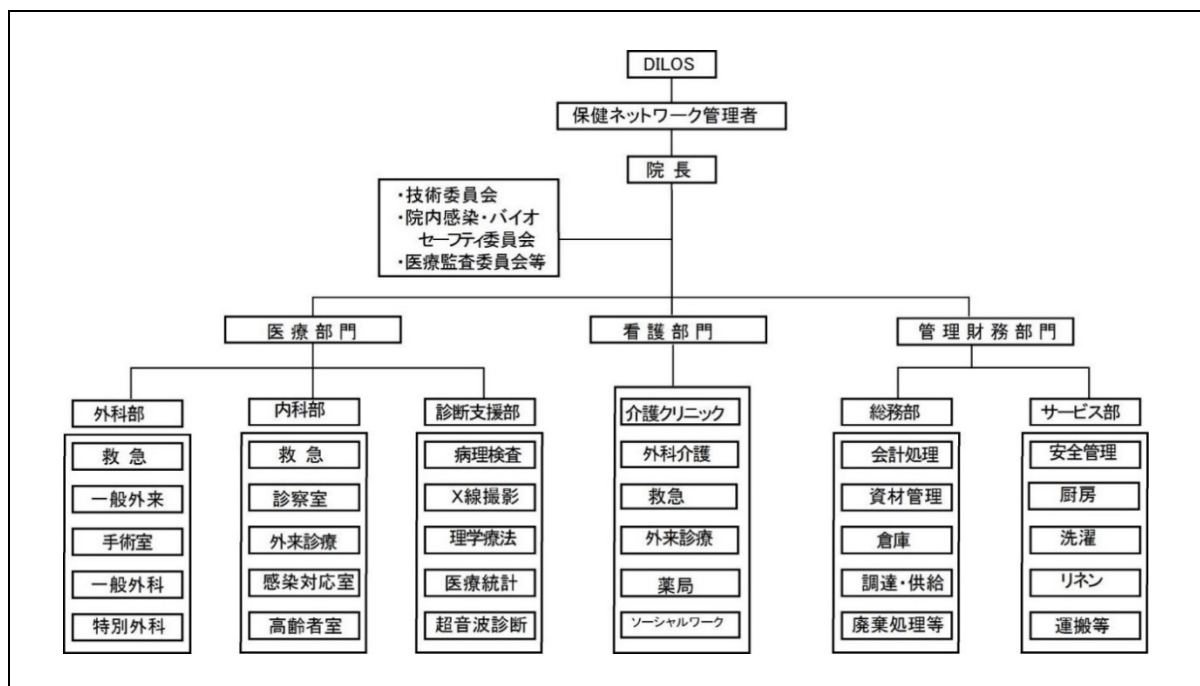 DILOS
保健ネットワーク管理者
院 長
・技術委員会
・院内感染・バイオ
セーフティ委員会
・医療監査委員会等
医 療 部 門
看 護 部 門
管 理 財 務 部 門
外科部
内科部
診断支援部
介護クリニック
総務部
サービス部
救 急
一般外来
手術室
一般外科
特別外科
救 急
診察室
外来診療
感染対応室
高齢者室
病理検査
X線撮影
理学療法
医療統計
超音波診断
外科介護
救急
外来診療
薬局
ソーシャルワーク
会計処理
資材管理
倉庫
調達・供給
廃棄処理等
安全管理
厨房
洗濯
リネン
運搬等